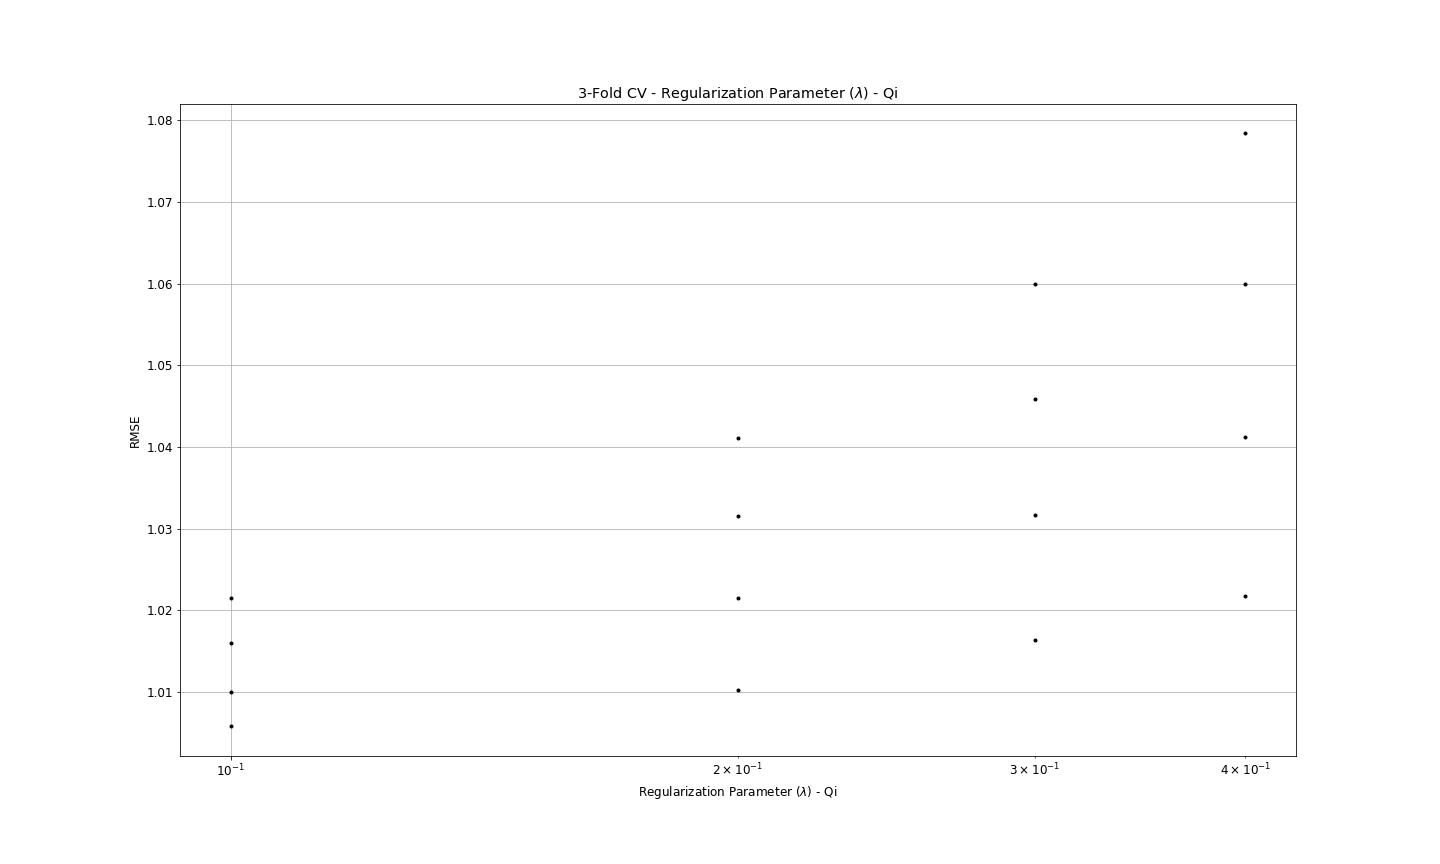 3-Fold CV - Regularization Parameter (λ) - Qi
1.08
1.07
1.06
1.05
1.04
1.03
1.02
1.01
RMSE
10⁻¹
2 × 10⁻¹
3 × 10⁻¹
4 × 10⁻¹
Regularization Parameter (λ) - Qi